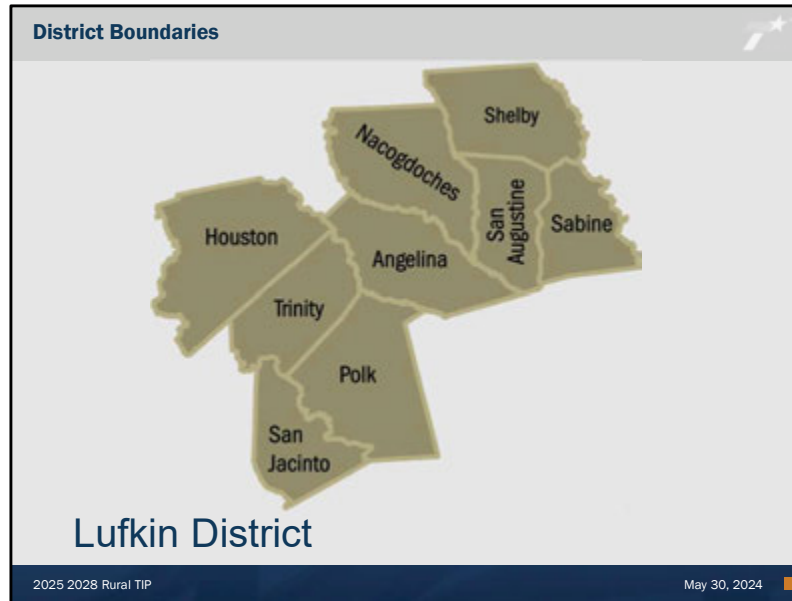 District Boundaries
Shelby
Nacogdoches
San
Augustine
Sabine
Houston
Angelina
Trinity
Polk
San
Jacinto
Lufkin District
2025 2028 Rural TIP
May 30, 2024